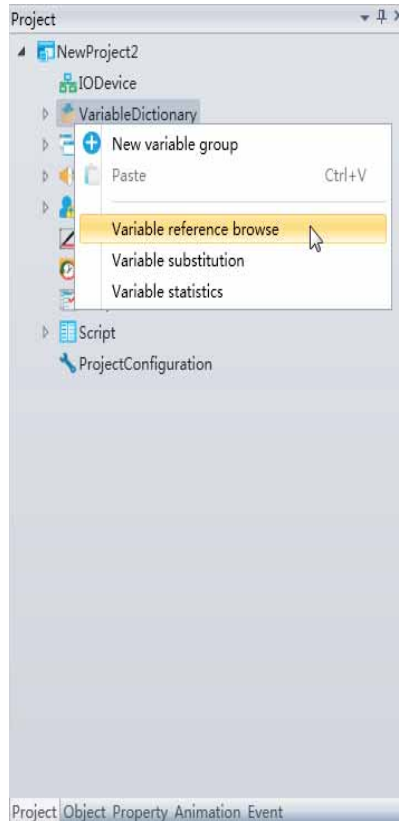 Project
NewProject2
IODevice
VariableDictionary
New variable group
Paste Ctrl+V
Variable reference browse
Variable substitution
Variable statistics
Script
ProjectConfiguration
Project Object Property Animation Event